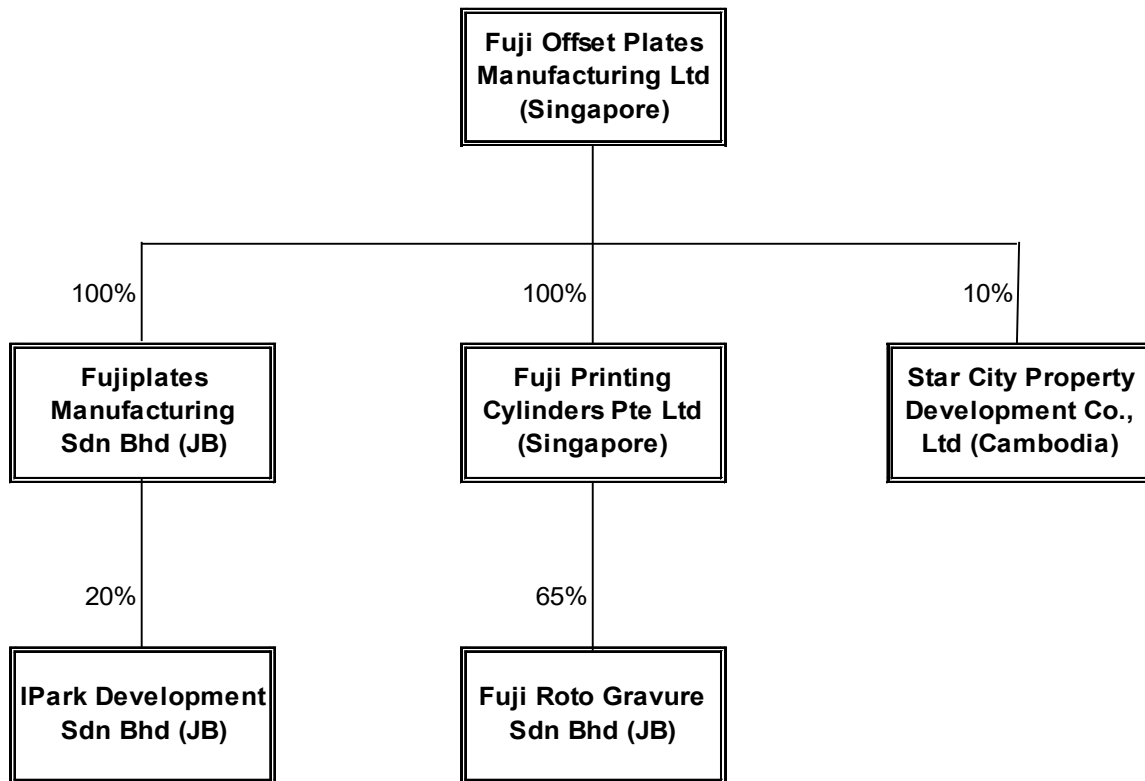 Fuji Offset Plates
Manufacturing Ltd
(Singapore)
100%
100%
10%
Fujiplates
Manufacturing
Sdn Bhd (JB)
Fuji Printing
Cylinders Pte Ltd
(Singapore)
Star City Property
Development Co.,
Ltd (Cambodia)
20%
65%
IPark Development
Sdn Bhd (JB)
Fuji Roto Gravure
Sdn Bhd (JB)